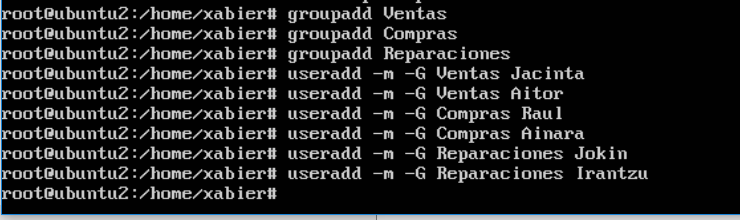 root@ubuntu2:/home/xabier# groupadd Ventas
root@ubuntu2:/home/xabier# groupadd Compras
root@ubuntu2:/home/xabier# groupadd Reparaciones
root@ubuntu2:/home/xabier# useradd -m -G Ventas Jacinta
root@ubuntu2:/home/xabier# useradd -m -G Ventas Aitor
root@ubuntu2:/home/xabier# useradd -m -G Compras Raul
root@ubuntu2:/home/xabier# useradd -m -G Compras Ainara
root@ubuntu2:/home/xabier# useradd -m -G Reparaciones Jokin
root@ubuntu2:/home/xabier# useradd -m -G Reparaciones Irantzu
root@ubuntu2:/home/xabier#